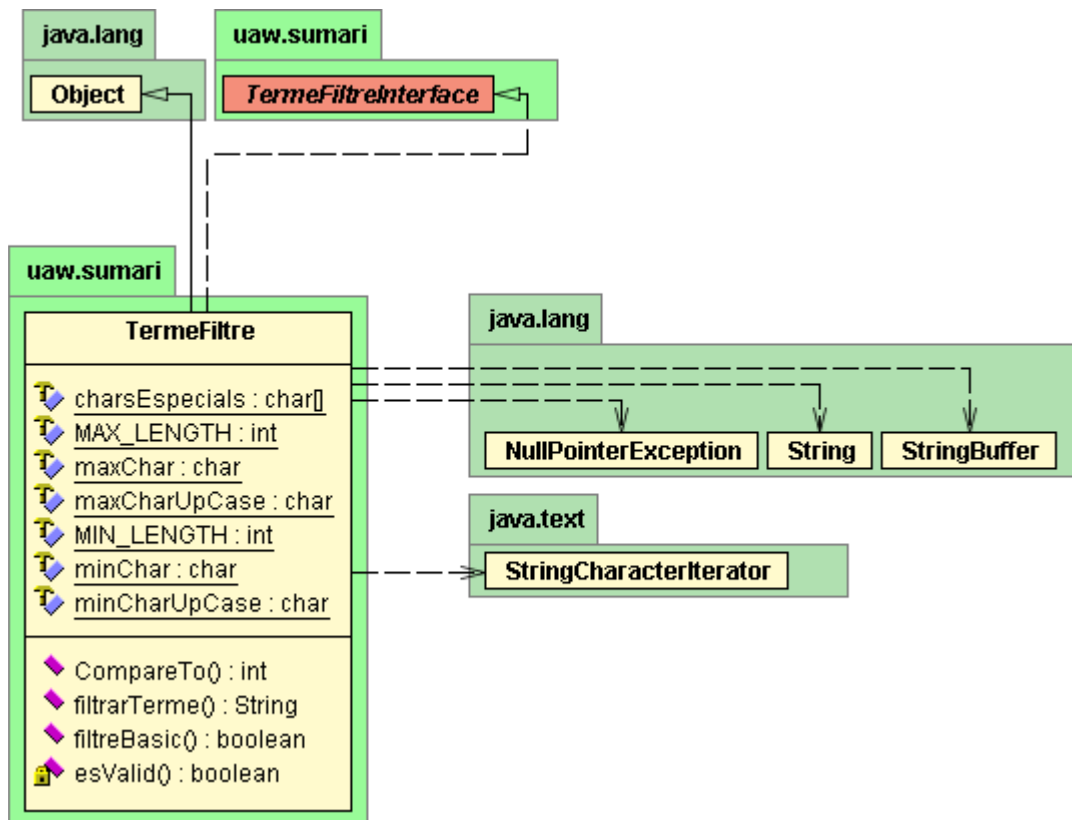 java.lang
Object
uaw.sumari
TermeFiltreInterface
uaw.sumari
TermeFiltre
charsEspecials : char[]
MAX_LENGTH : int
maxChar : char
maxCharUpCase : char
MIN_LENGTH : int
minChar : char
minCharUpCase : char
CompareTo() : int
filtrarTerme() : String
filtreBasic() : boolean
esValid() : boolean
java.lang
NullPointerException
String
StringBuffer
java.text
StringCharacterIterator